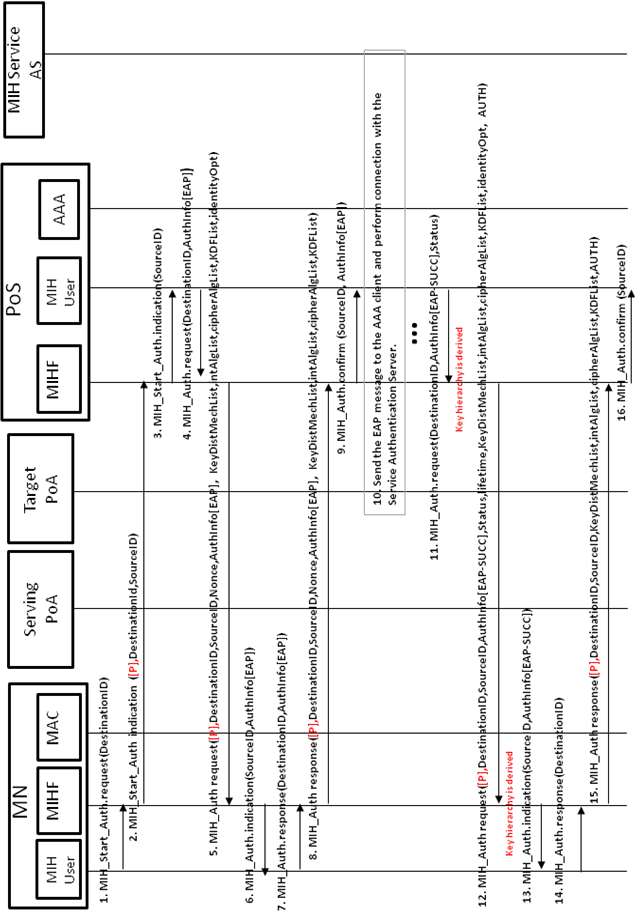 MN
MIH
User
MIHF
MAC
Serving
PoA
Target
PoA
PoS
MIHF
MIH
User
AAA
MIH Service
AS
1. MIH_Start_Auth.request(DestinationID)
2. MIH_Start_Auth indication ([P],DestinationId,SourceID)
3. MIH_Start_Auth.indication(SourceID)
4. MIH_Auth.request(DestinationID,AuthInfo[EAP])
5. MIH_Auth request([P],DestinationID,SourceID,Nonce,AuthInfo[EAP], KeyDistMechList,intAlgList,cipherAlgList,KDFList,identityOpt)
6. MIH_Auth.indication(SourceID,AuthInfo[EAP])
7. MIH_Auth.response(DestinationID,AuthInfo[EAP])
8. MIH_Auth response([P],DestinationID,SourceID,Nonce,AuthInfo[EAP], KeyDistMechList,intAlgList,cipherAlgList,KDFList)
9. MIH_Auth.confirm (SourceID, AuthInfo[EAP])
10. Send the EAP message to the AAA client and perform connection with the
Service Authentication Server.
...
11. MIH_Auth.request(DestinationID,AuthInfo[EAP-SUCC],Status)
Key hierarchy is derived
12. MIH_Auth request([P],DestinationID,SourceID,AuthInfo[EAP-SUCC],Status,lifetime,KeyDistMechList,intAlgList,cipherAlgList,KDFList,identityOpt, AUTH)
Key hierarchy is derived
13. MIH_Auth.indication(SourceID,AuthInfo[EAP-SUCC])
14. MIH_Auth.response(DestinationID)
15. MIH_Auth response([P],DestinationID,SourceID,KeyDistMechList,intAlgList,cipherAlgList,KDFList,AUTH)
16. MIH_Auth.confirm (SourceID)